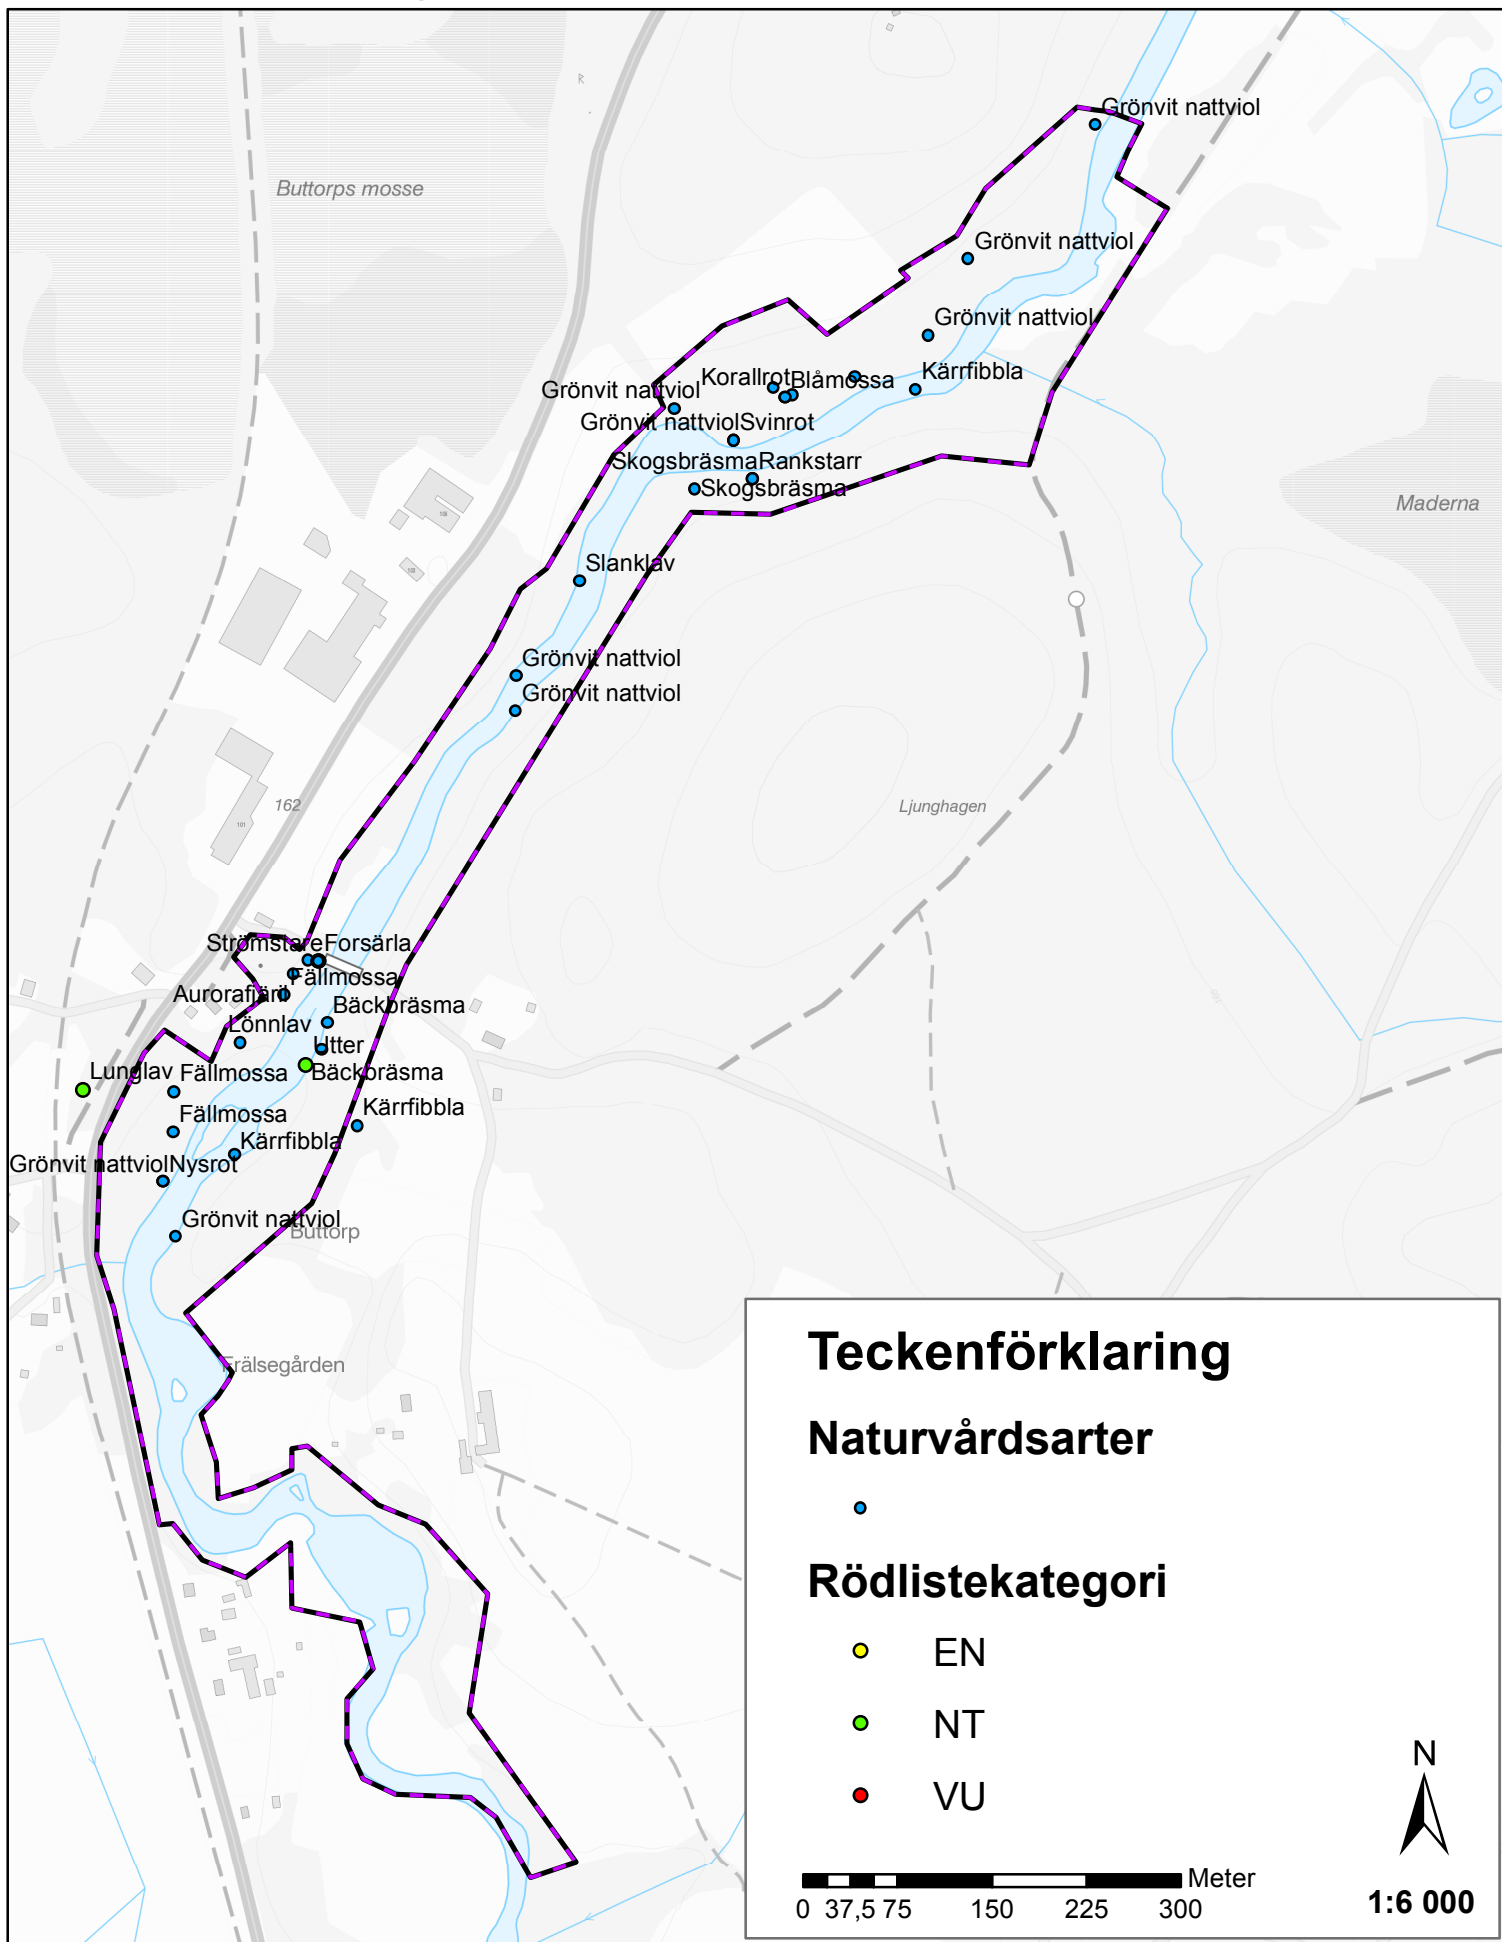 Grönvit nattviol
Buttorps mosse
Grönvit nattviol
Grönvit nattviol
Kärrfibbla
Korallrot
Blåmossa
Grönvit nattviol
Grönvit nattviol
Svinrot
Skogsbräsma
Rankstarr
Skogsbräsma
Maderna
Slanklav
Grönvit nattviol
Grönvit nattviol
162
Ljunghagen
Strömstare
Forsärla
Fällmossa
Aurorafjäril
Bäckbräsma
Lönnlav
Utter
Lunglav
Fällmossa
Bäckbräsma
Fällmossa
Kärrfibbla
Kärrfibbla
Grönvit nattviol
Nysrot
Grönvit nattviol
Buttorp
Frälsegården
Teckenförklaring
Naturvårdsarter
Rödlistekategori
EN
NT
VU
N
Meter
0 37,5 75 150 225 300
1:6 000